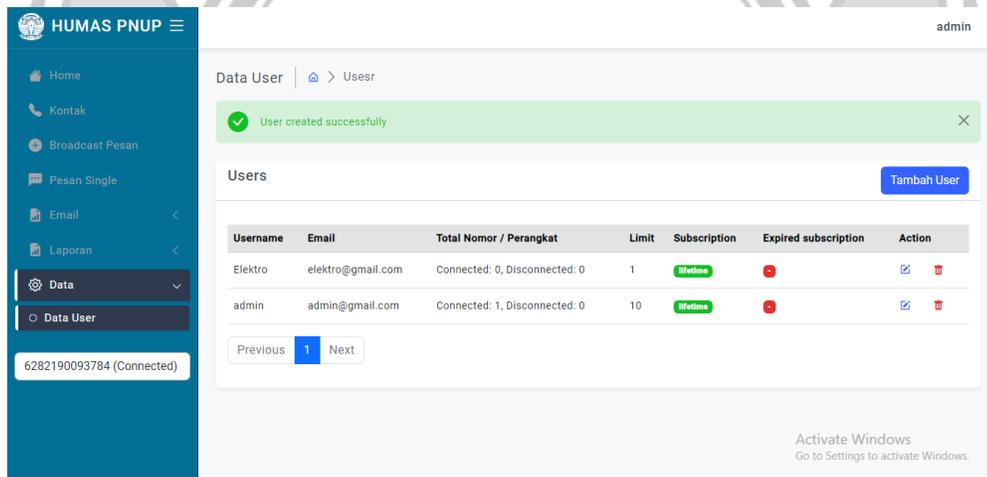 HUMAS PNUP
admin
Home
Kontak
Broadcast Pesan
Pesan Single
Email
Laporan
Data
Data User
6282190093784 (Connected)
Data User > Usesr
User created successfully
Users
Tambah User
Username Email Total Nomor / Perangkat Limit Subscription Expired subscription Action
Elektro elektro@gmail.com Connected: 0, Disconnected: 0 1 lifetime -
admin admin@gmail.com Connected: 1, Disconnected: 0 10 lifetime -
Previous 1 Next
Activate Windows
Go to Settings to activate Windows.